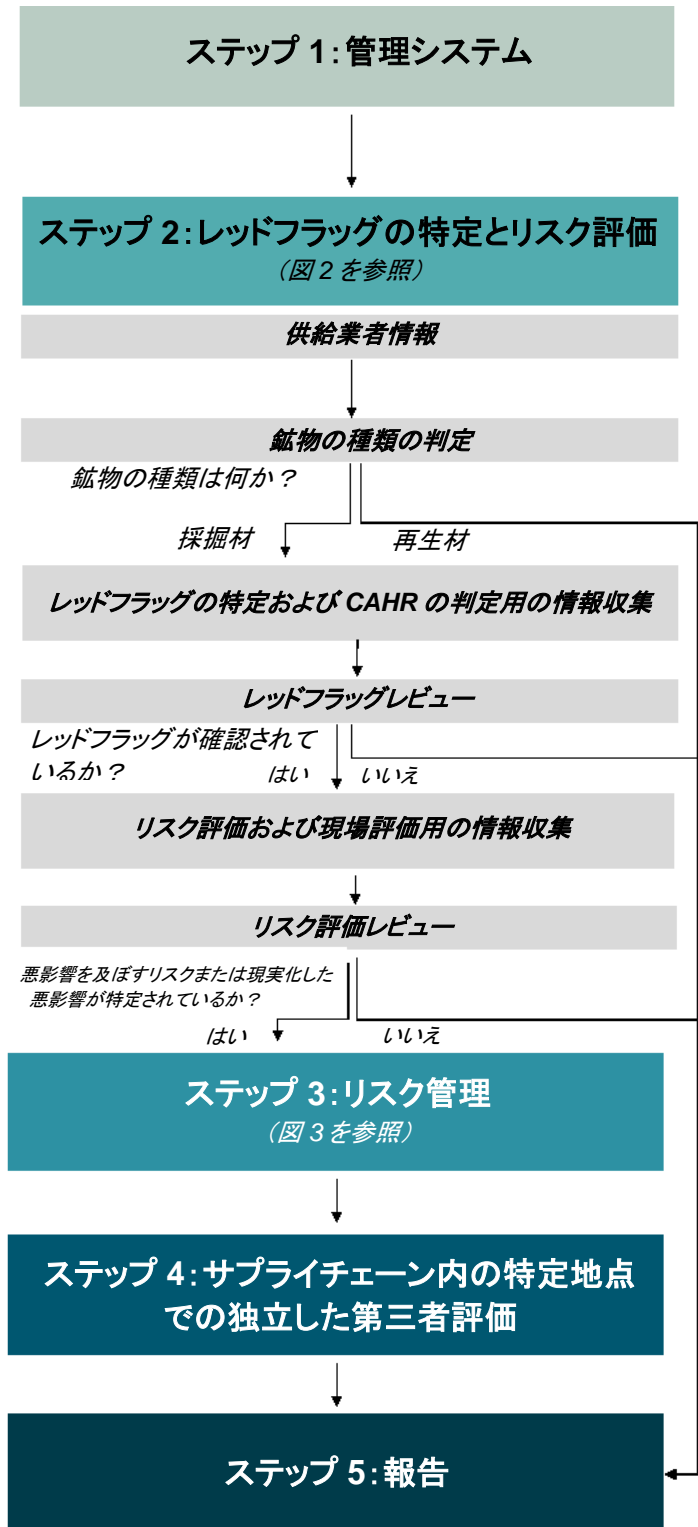 ステップ 1：管理システム
ステップ 2：レッドフラッグの特定とリスク評価
（図 2 を参照）
供給業者情報
鉱物の種類の判定
鉱物の種類は何か？
採掘材
再生材
レッドフラッグの特定および CAHR の判定用の情報収集
レッドフラッグレビュー
レッドフラッグが確認されて
いるか？
はい
いいえ
リスク評価および現場評価用の情報収集
リスク評価レビュー
悪影響を及ぼすリスクまたは現実化した
悪影響が特定されているか？
はい
いいえ
ステップ 3：リスク管理
（図 3 を参照）
ステップ 4：サプライチェーン内の特定地点
での独立した第三者評価
ステップ 5：報告